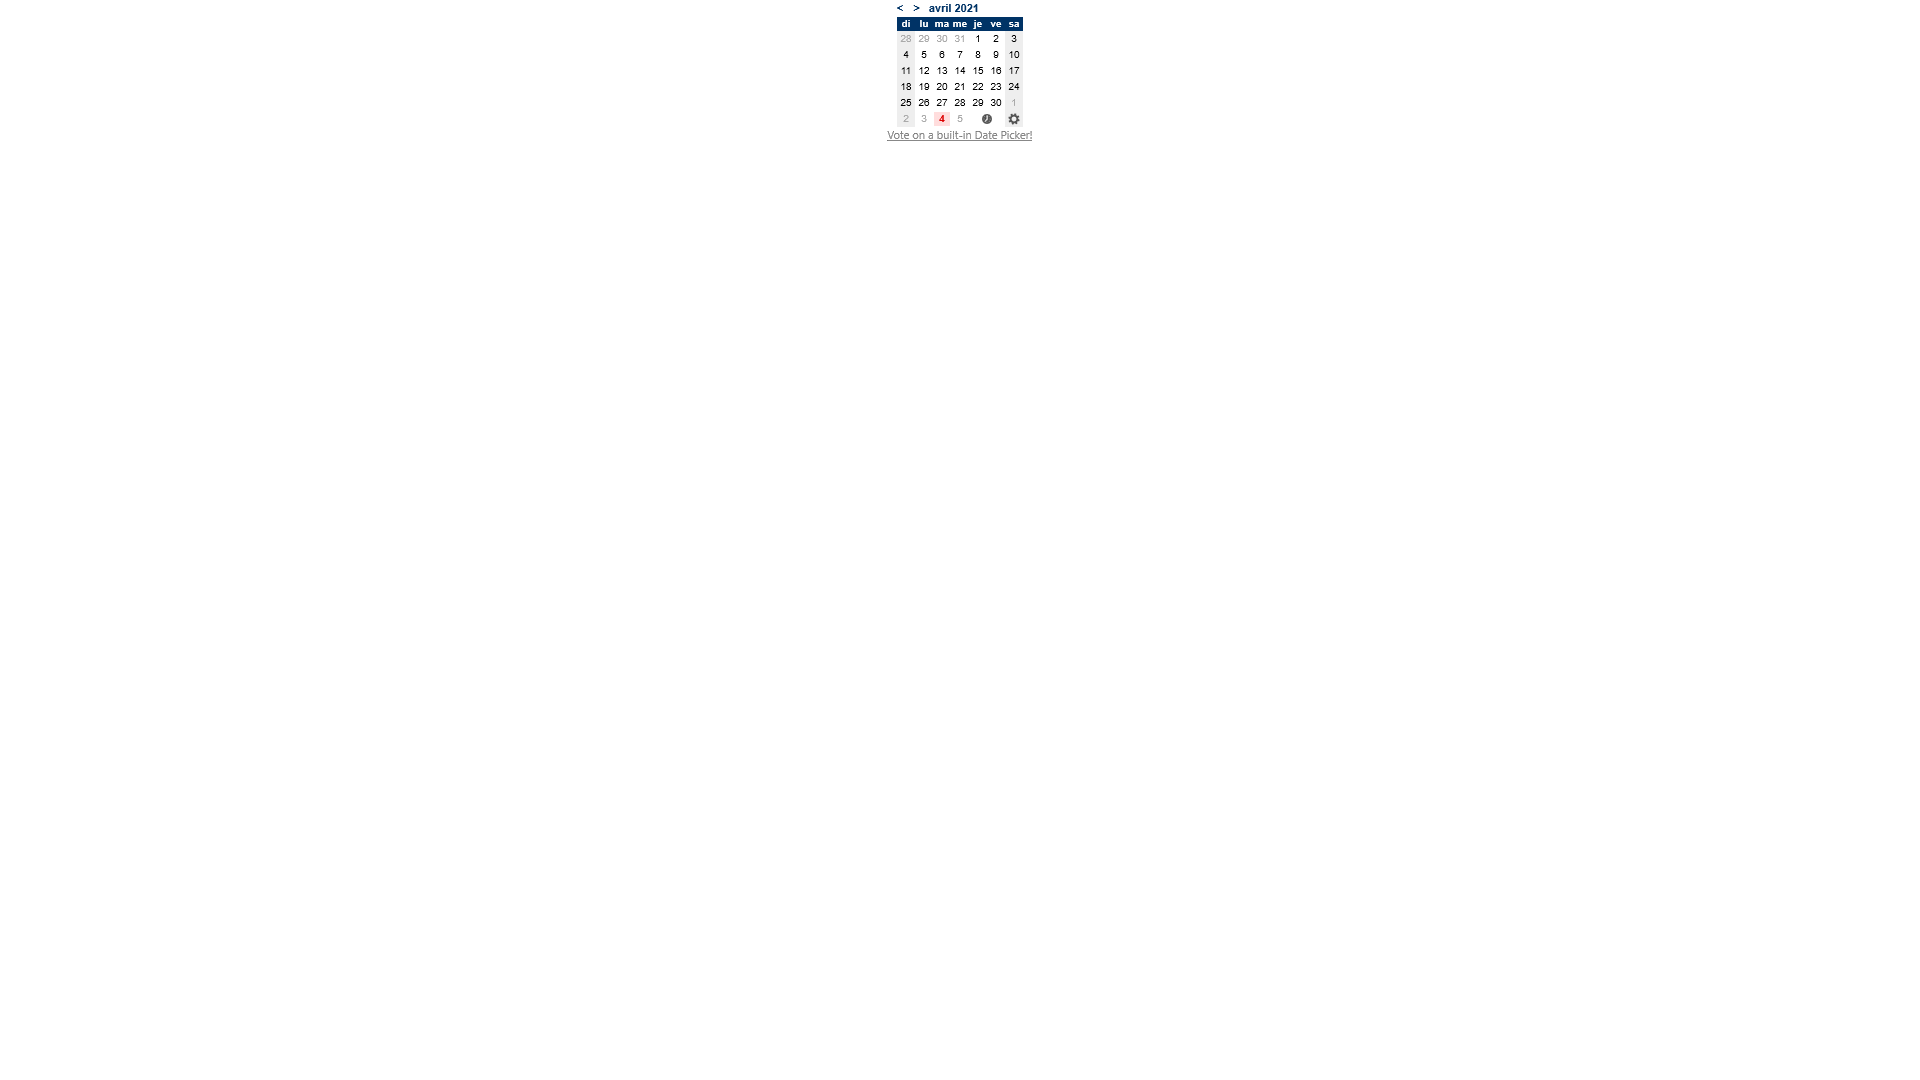 < > avril 2021
di lu ma me je ve sa
28 29 30 31 1 2 3
4 5 6 7 8 9 10
11 12 13 14 15 16 17
18 19 20 21 22 23 24
25 26 27 28 29 30 1
2 3 4 5
Vote on a built-in Date Picker!